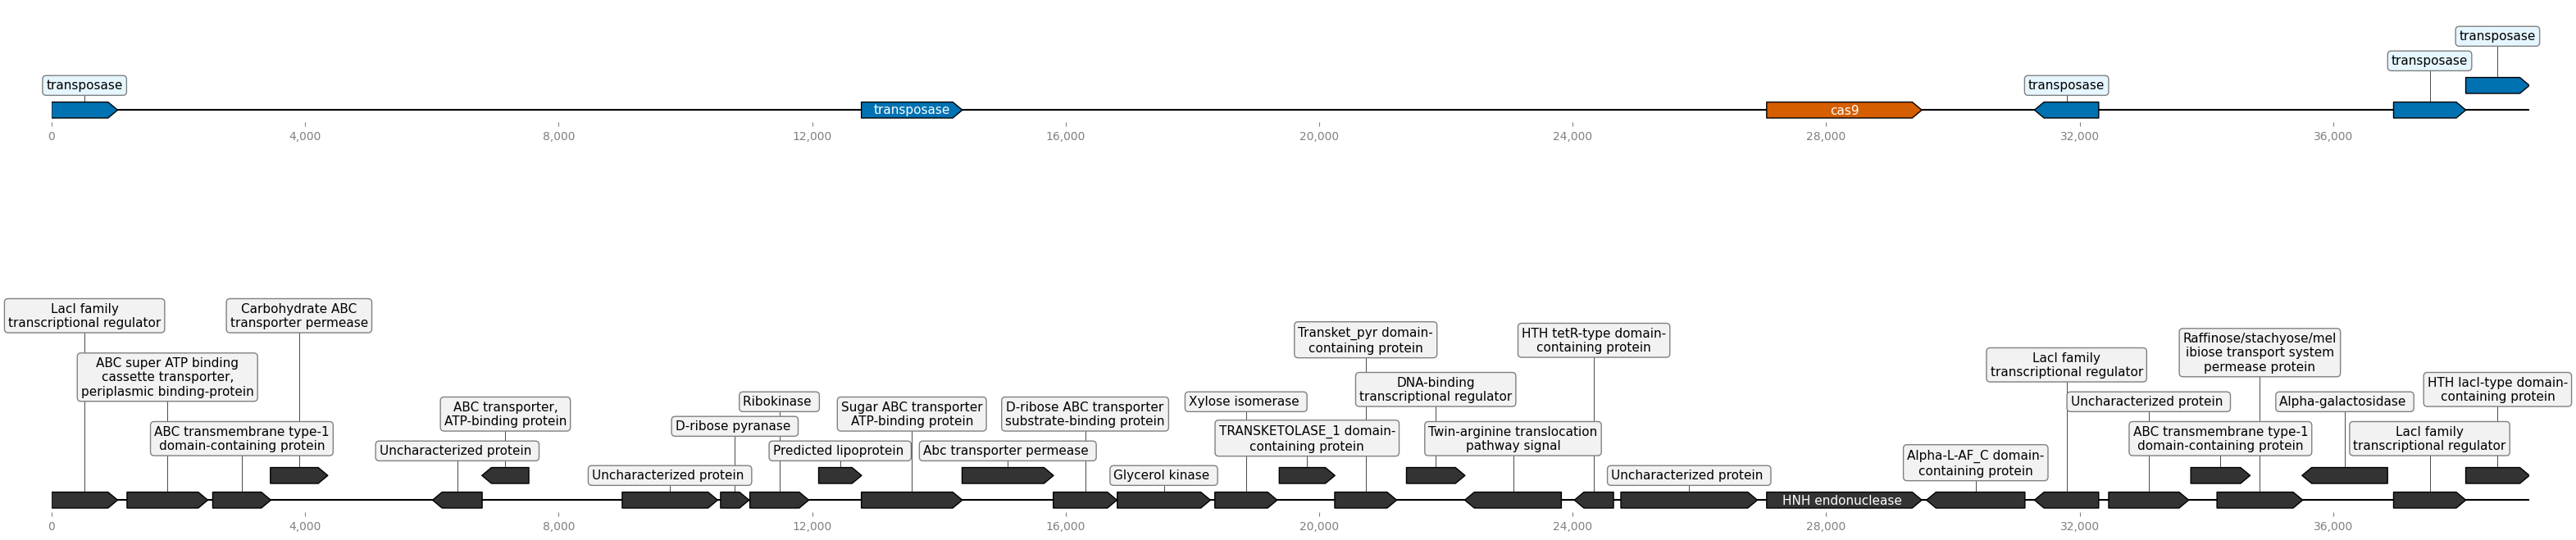 transposase
transposase
transposase
transposase
cas9
transposase
transposase
0
4,000
8,000
12,000
16,000
20,000
24,000
28,000
32,000
36,000
LacI family
transcriptional regulator
Carbohydrate ABC
transporter permease
Transket_pyr domain-
containing protein
HTH tetR-type domain-
containing protein
Raffinose/stachyose/mel
ibiose transport system
permease protein
ABC super ATP binding
cassette transporter,
periplasmic binding-protein
LacI family
transcriptional regulator
DNA-binding
transcriptional regulator
HTH lacI-type domain-
containing protein
Ribokinase
Xylose isomerase
Uncharacterized protein
Alpha-galactosidase
ABC transporter,
ATP-binding protein
Sugar ABC transporter
ATP-binding protein
D-ribose ABC transporter
substrate-binding protein
D-ribose pyranase
ABC transmembrane type-1
domain-containing protein
TRANSKETOLASE_1 domain-
containing protein
Twin-arginine translocation
pathway signal
ABC transmembrane type-1
domain-containing protein
LacI family
transcriptional regulator
Uncharacterized protein
Predicted lipoprotein
Abc transporter permease
Alpha-L-AF_C domain-
containing protein
Uncharacterized protein
Glycerol kinase
Uncharacterized protein
HNH endonuclease
0
4,000
8,000
12,000
16,000
20,000
24,000
28,000
32,000
36,000